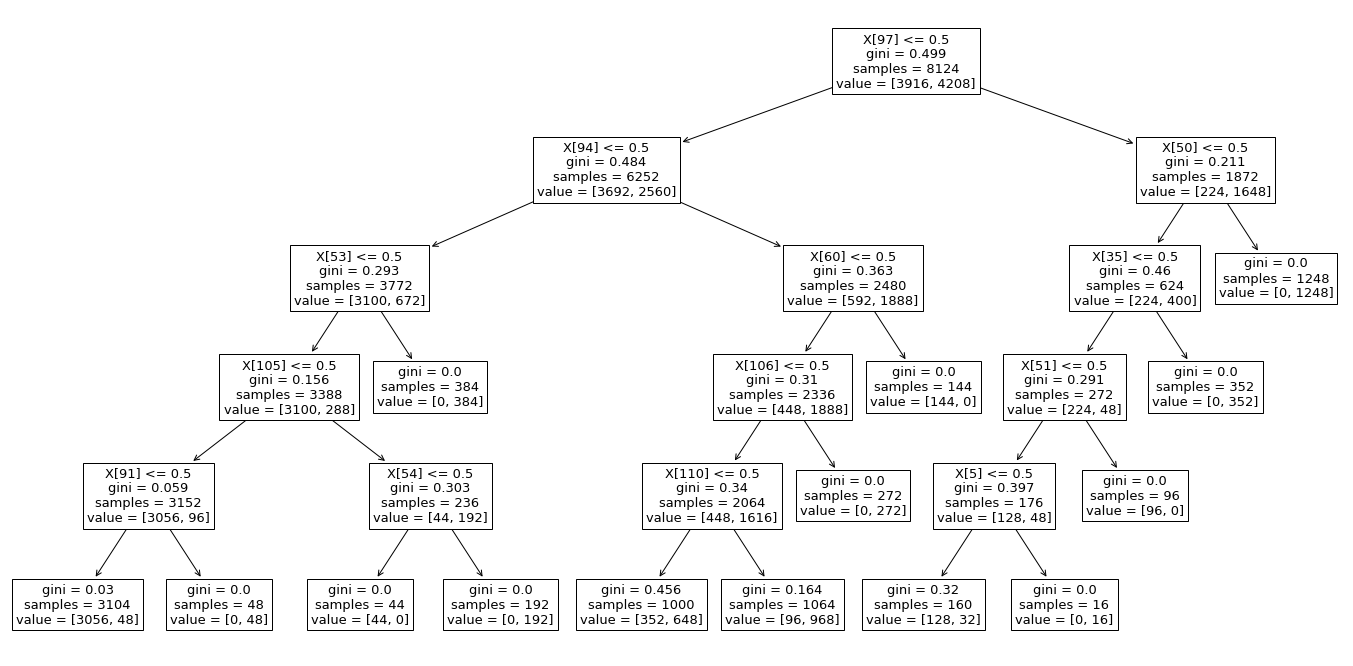 X[97] <= 0.5
gini = 0.499
samples = 8124
value = [3916, 4208]
X[94] <= 0.5
gini = 0.484
samples = 6252
value = [3692, 2560]
X[50] <= 0.5
gini = 0.211
samples = 1872
value = [224, 1648]
X[53] <= 0.5
gini = 0.293
samples = 3772
value = [3100, 672]
X[60] <= 0.5
gini = 0.363
samples = 2480
value = [592, 1888]
X[35] <= 0.5
gini = 0.46
samples = 624
value = [224, 400]
gini = 0.0
samples = 1248
value = [0, 1248]
X[105] <= 0.5
gini = 0.156
samples = 3388
value = [3100, 288]
gini = 0.0
samples = 384
value = [0, 384]
X[106] <= 0.5
gini = 0.31
samples = 2336
value = [448, 1888]
gini = 0.0
samples = 144
value = [144, 0]
X[51] <= 0.5
gini = 0.291
samples = 272
value = [224, 48]
gini = 0.0
samples = 352
value = [0, 352]
X[91] <= 0.5
gini = 0.059
samples = 3152
value = [3056, 96]
X[54] <= 0.5
gini = 0.303
samples = 236
value = [44, 192]
X[110] <= 0.5
gini = 0.34
samples = 2064
value = [448, 1616]
gini = 0.0
samples = 272
value = [0, 272]
X[5] <= 0.5
gini = 0.397
samples = 176
value = [128, 48]
gini = 0.0
samples = 96
value = [96, 0]
gini = 0.03
samples = 3104
value = [3056, 48]
gini = 0.0
samples = 48
value = [0, 48]
gini = 0.0
samples = 44
value = [44, 0]
gini = 0.0
samples = 192
value = [0, 192]
gini = 0.456
samples = 1000
value = [352, 648]
gini = 0.164
samples = 1064
value = [96, 968]
gini = 0.32
samples = 160
value = [128, 32]
gini = 0.0
samples = 16
value = [0, 16]